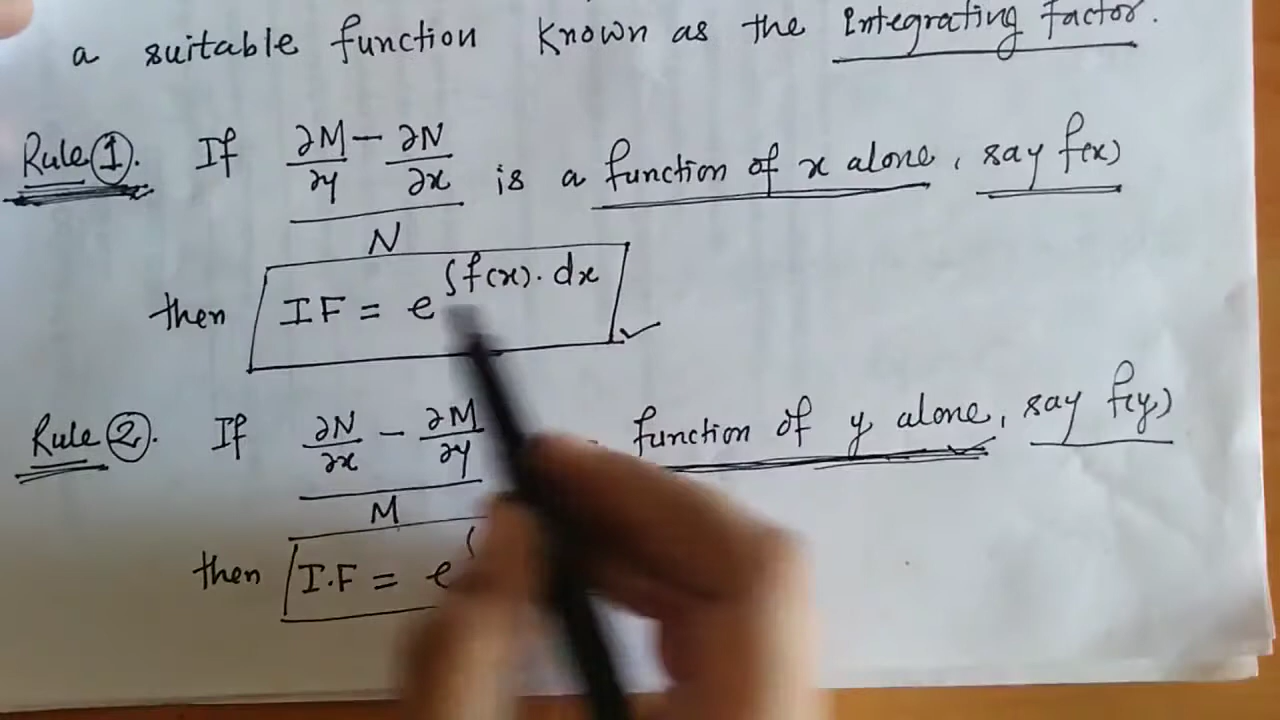 a suitable function known as the Integrating factor.
Rule ①. If (∂M/∂y − ∂N/∂x)/N is a function of x alone, say f(x)
then IF = e^∫f(x)·dx
Rule ②. If (∂N/∂x − ∂M/∂y)/M function of y alone, say f(y)
then I.F = e^∫